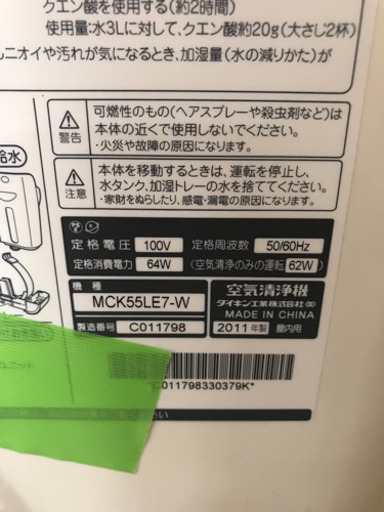 クエン酸を使用する(約2時間)
使用量:水3Lに対して、クエン酸約20g(大さじ2杯)
ニオイや汚れが気になるとき、加湿量(水の減りかた)が
給水
警告
可燃性のもの(ヘアスプレーや殺虫剤など)は
本体の近くで使用しないでください。
・火災や故障の原因になります。
注意
本体を移動するときは、運転を停止し、
水タンク、加湿トレーの水を捨ててください。
・家財をぬらしたり、感電・漏電の原因になります。
定格電圧 100V 定格周波数 50/60Hz
定格消費電力 64W (空気清浄のみの運転 62W)
機種 MCK55LE7-W
製造番号 C011798
空気清浄機
ダイキン工業株式会社
MADE IN CHINA
2011年製 屋内用
ユニット
011798330379K*
ださい